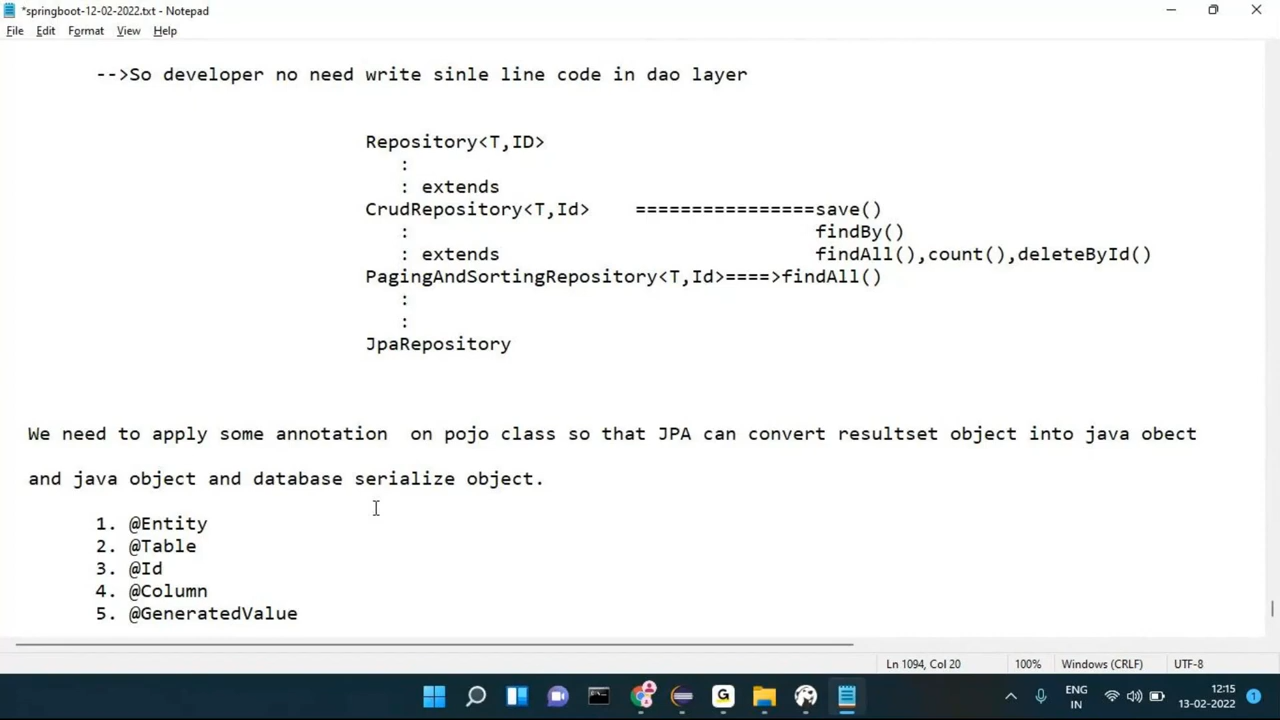 *springboot-12-02-2022.txt - Notepad
File Edit Format View Help
-->So developer no need write sinle line code in dao layer
Repository<T,ID>
:
: extends
CrudRepository<T,Id> ================save()
: findBy()
: extends findAll(),count(),deleteById()
PagingAndSortingRepository<T,Id>====>findAll()
:
:
JpaRepository
We need to apply some annotation on pojo class so that JPA can convert resultset object into java obect
and java object and database serialize object.
1. @Entity
2. @Table
3. @Id
4. @Column
5. @GeneratedValue
Ln 1094, Col 20 100% Windows (CRLF) UTF-8
ENG
IN
12:15
13-02-2022
1